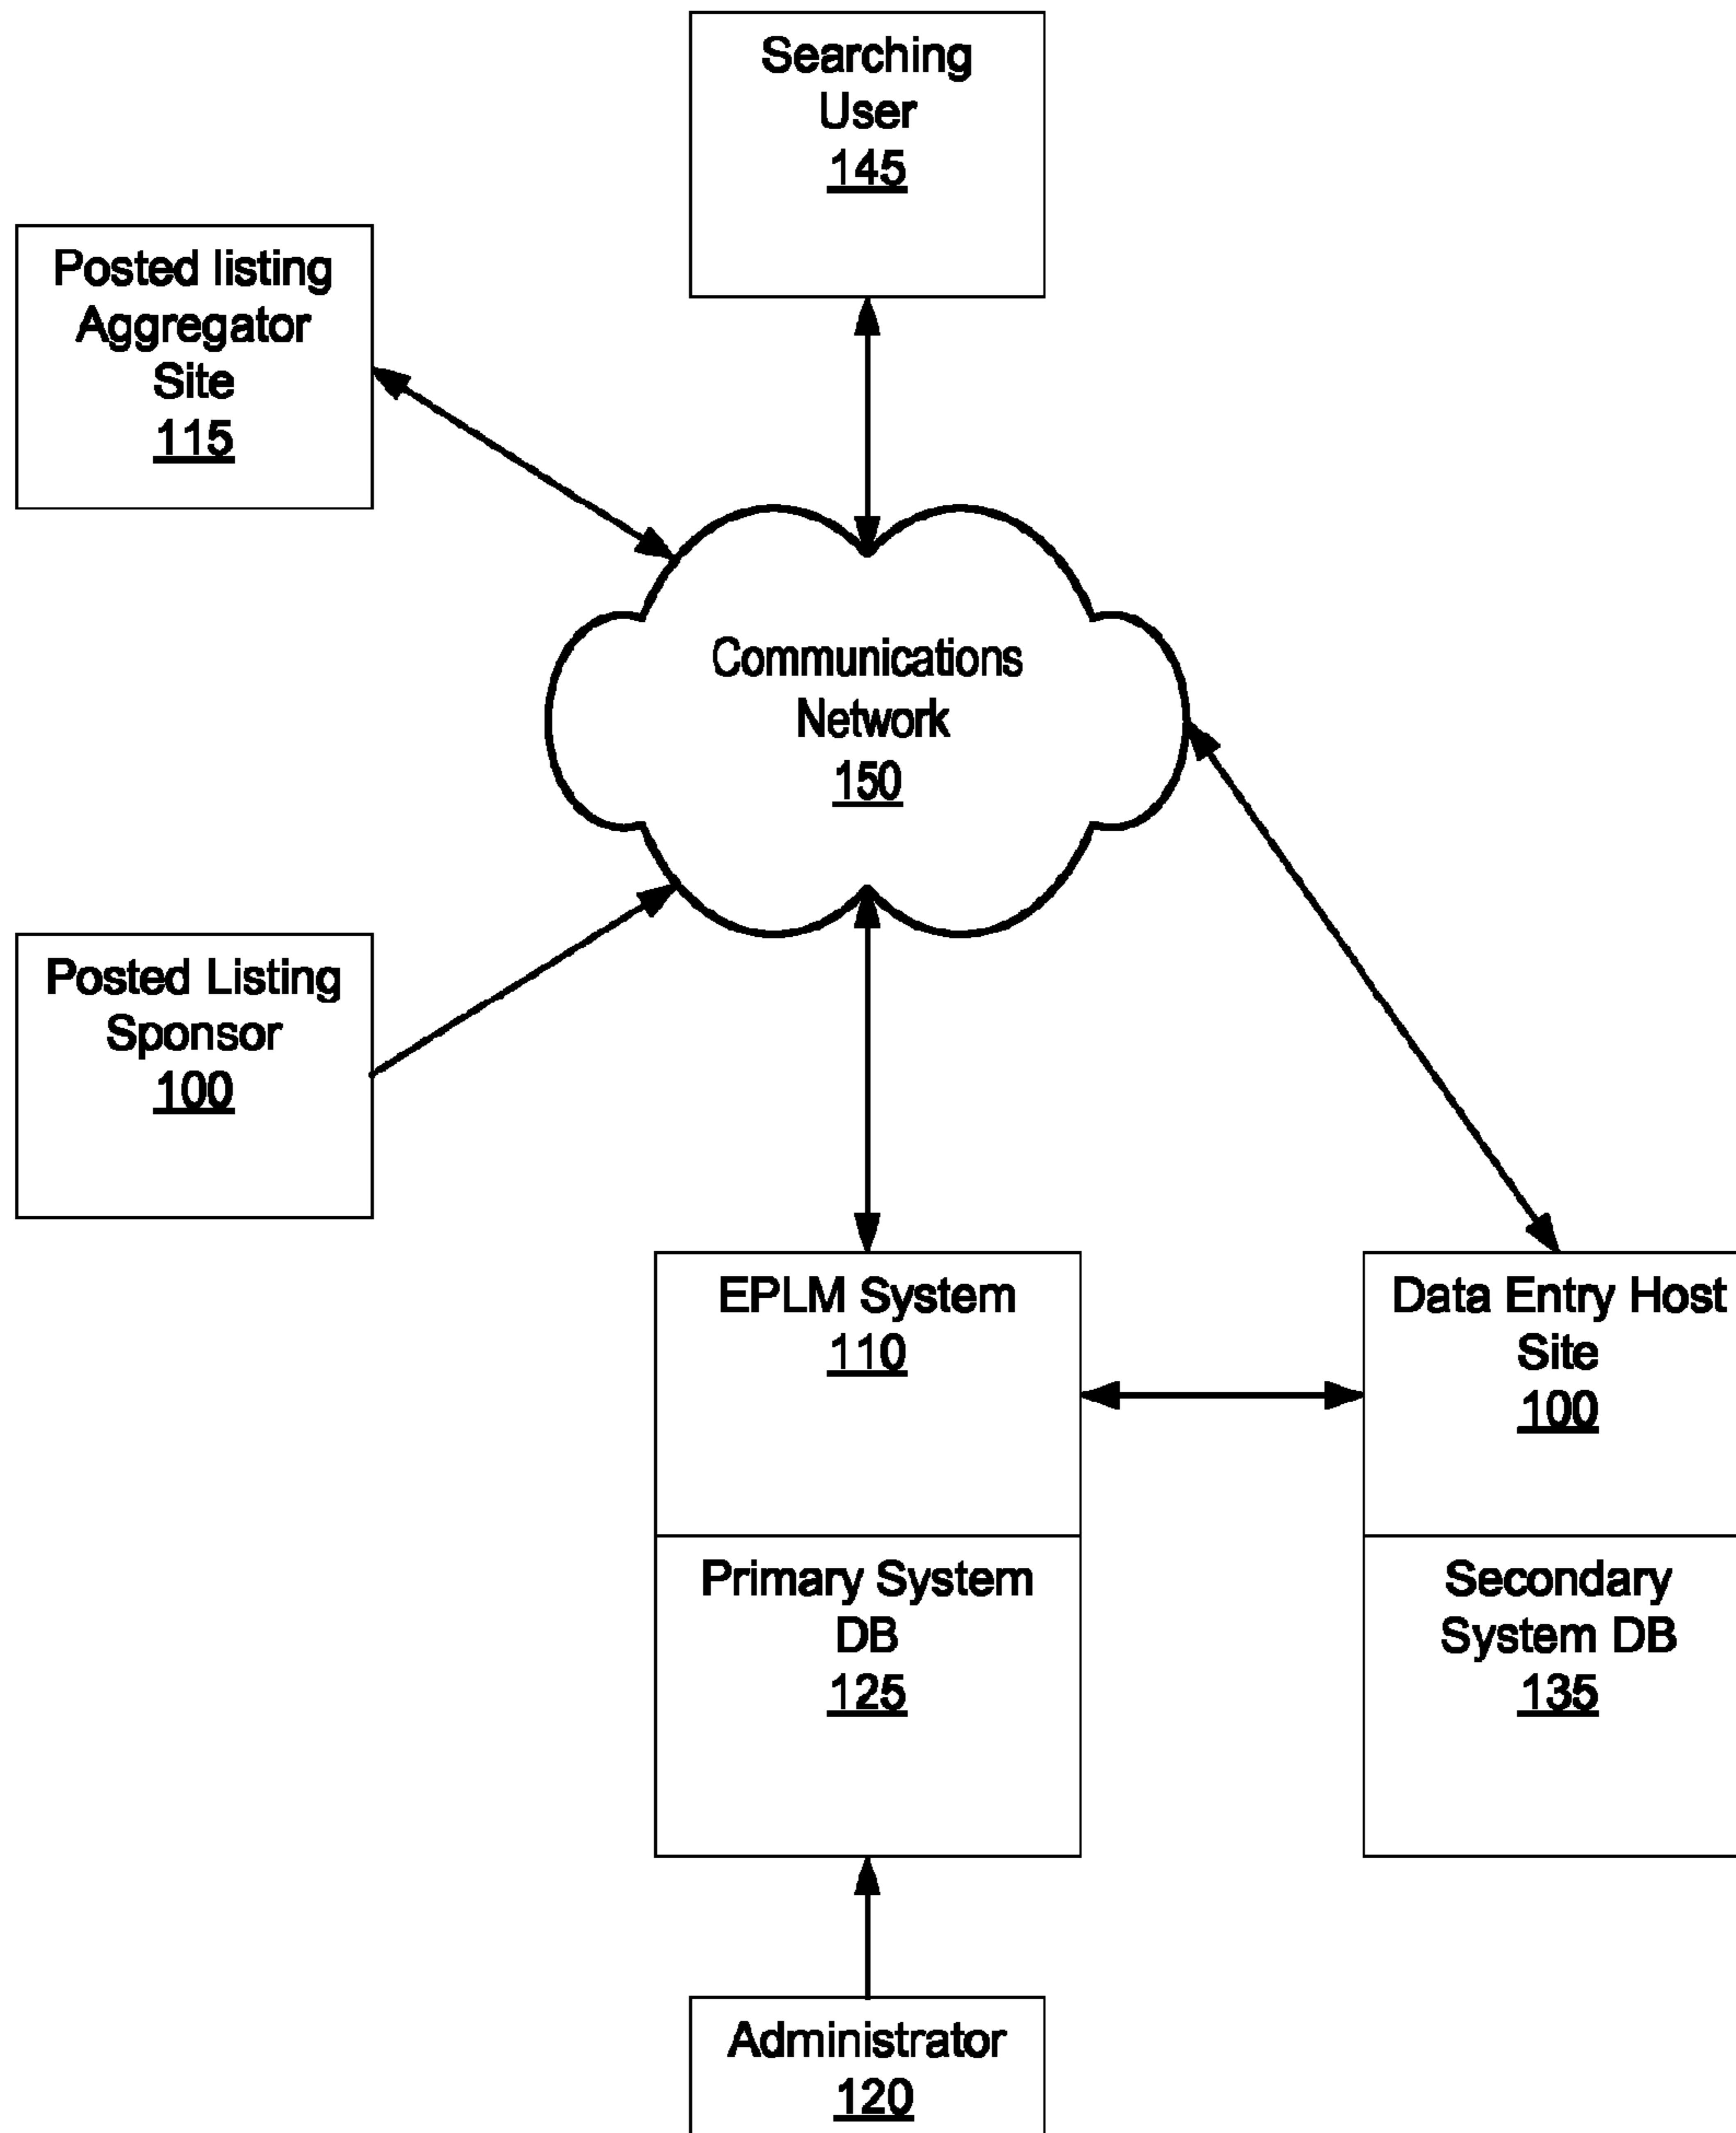 Searching
User
145
Posted listing
Aggregator
Site
115
Communications
Network
150
Posted Listing
Sponsor
100
EPLM System
110
Data Entry Host
Site
100
Primary System
DB
125
Secondary
System DB
135
Administrator
120